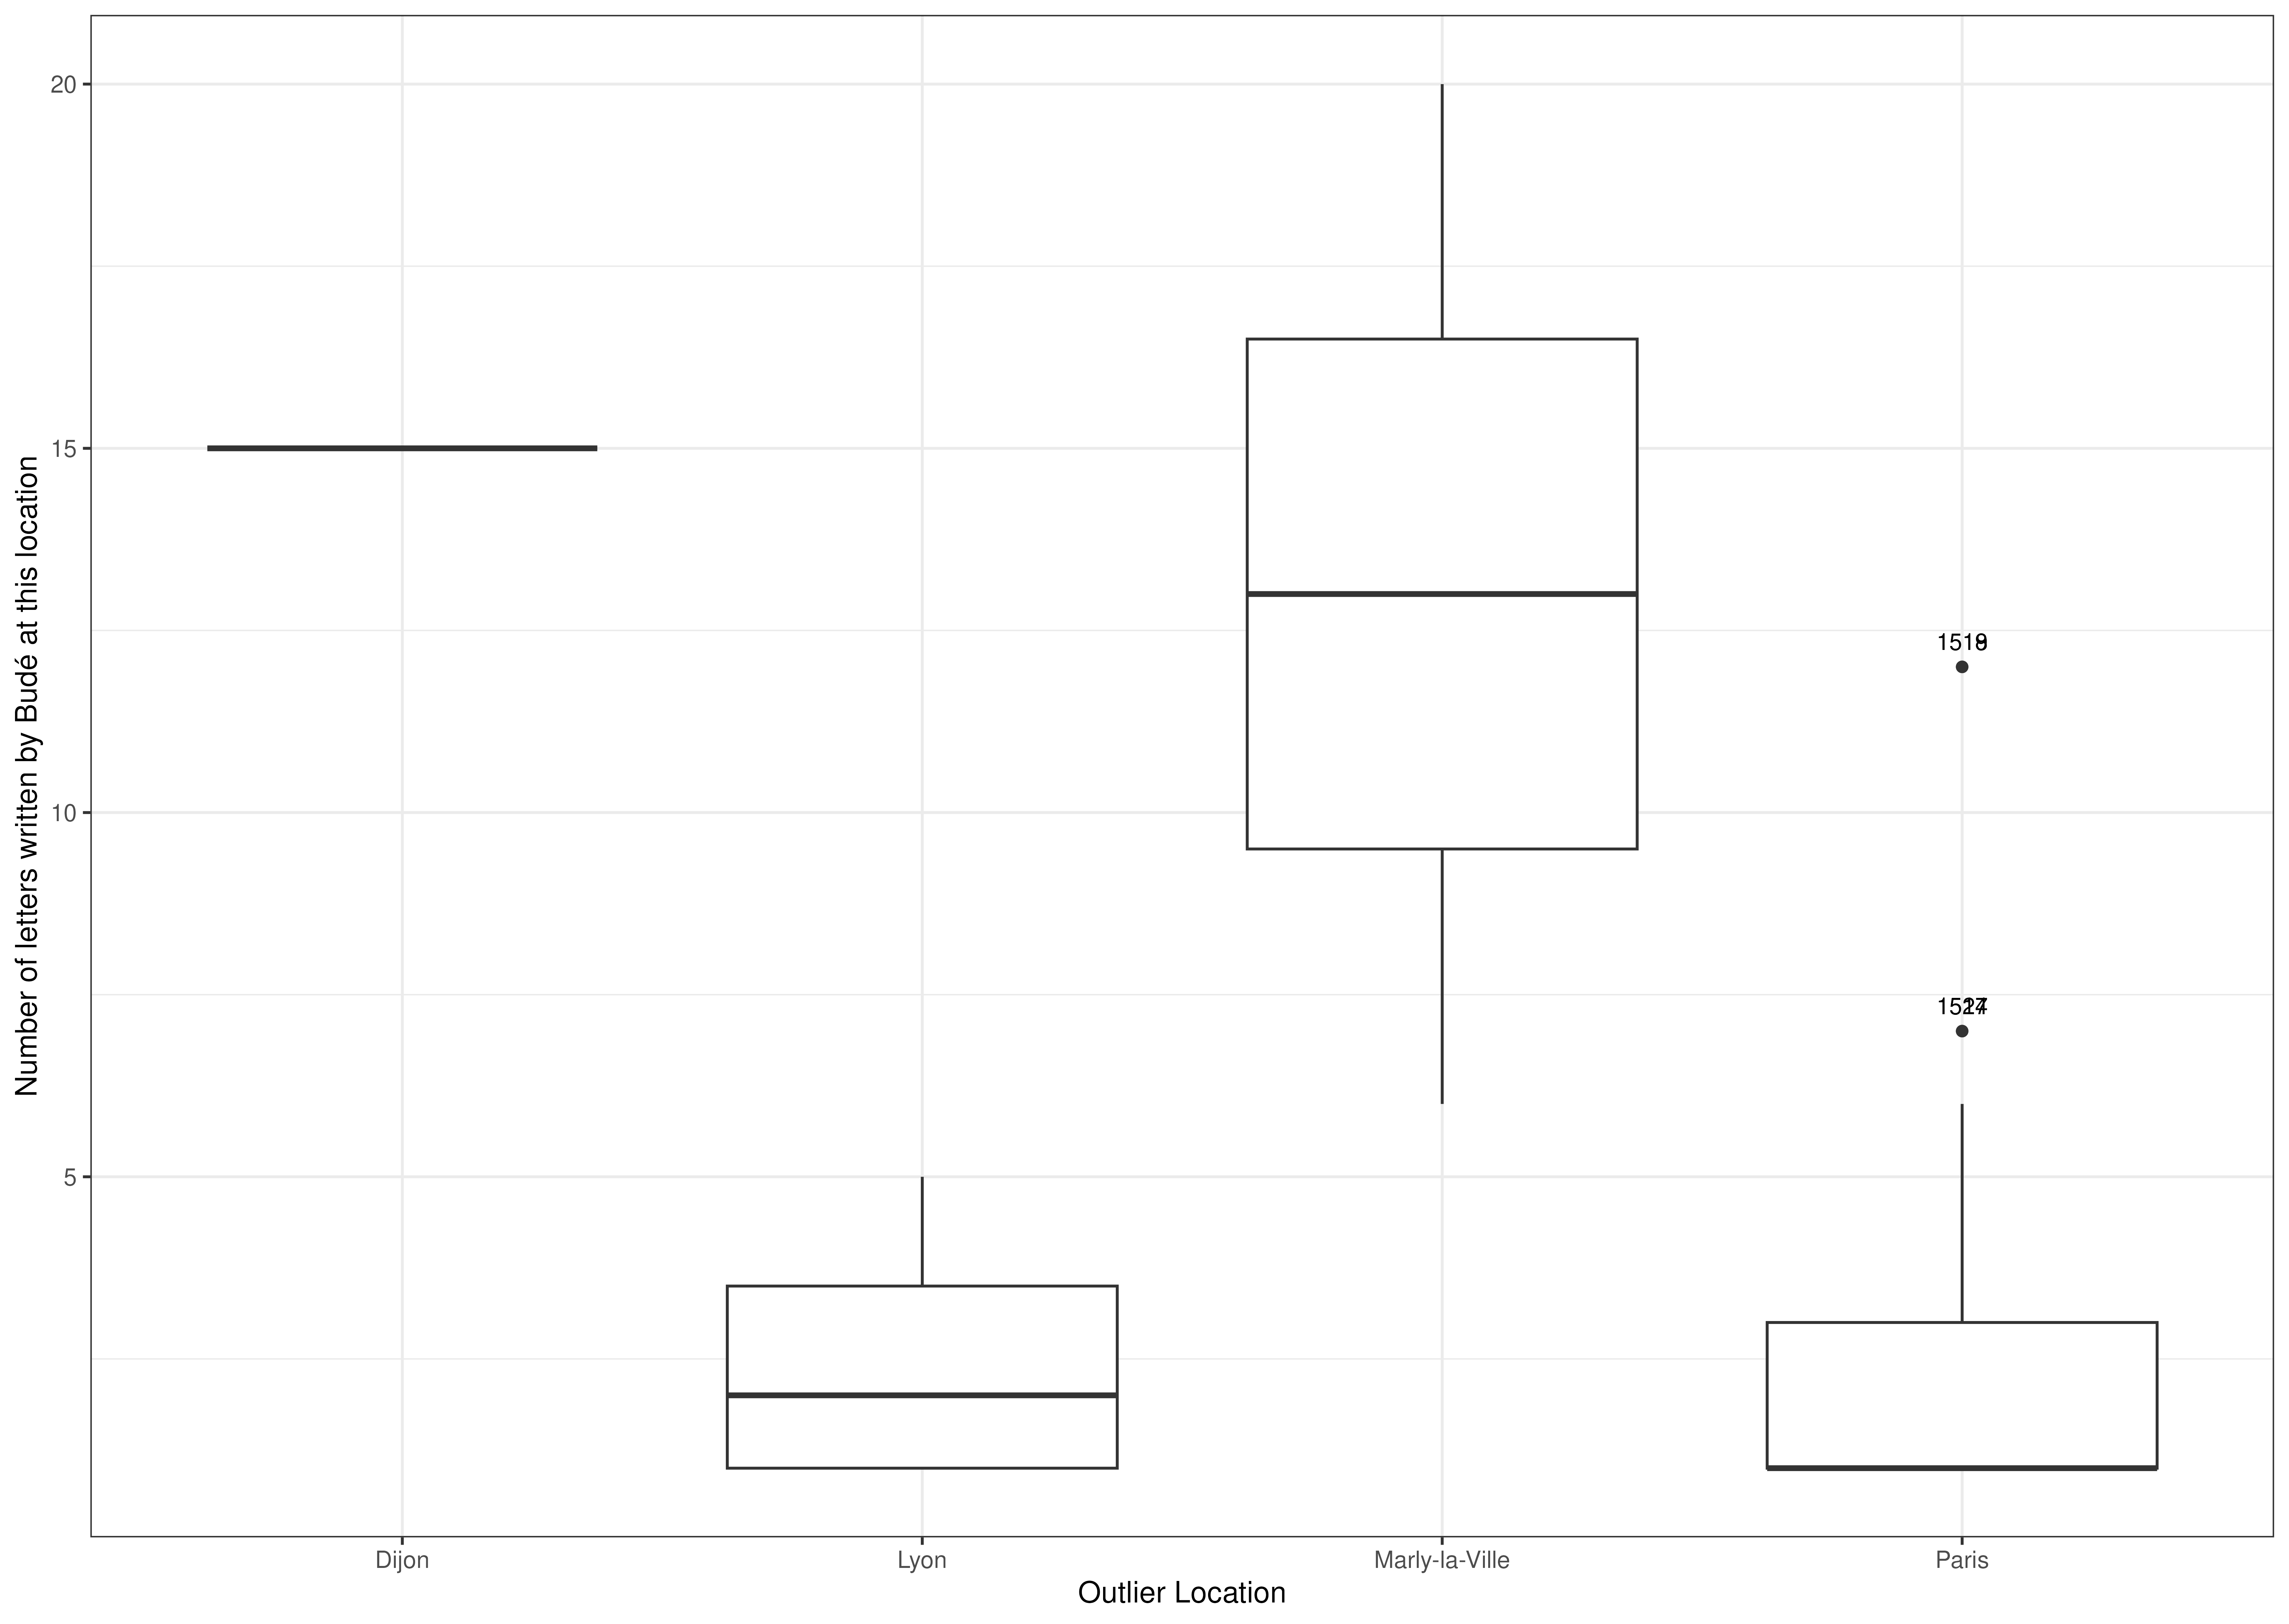 Number of letters written by Budé at this location
20
15
10
5
Dijon
Lyon
Marly-la-Ville
Paris
Outlier Location